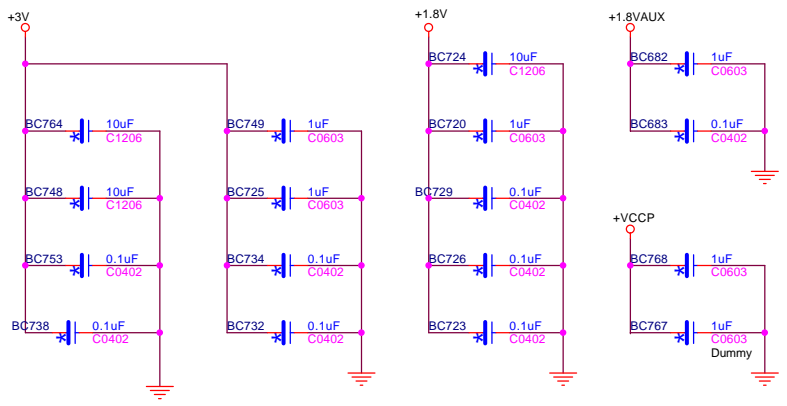 +3V
BC764 10uF
C1206
BC748 10uF
C1206
BC753 0.1uF
C0402
BC738 0.1uF
C0402
BC749 1uF
C0603
BC725 1uF
C0603
BC734 0.1uF
C0402
BC732 0.1uF
C0402
+1.8V
BC724 10uF
C1206
BC720 1uF
C0603
BC729 0.1uF
C0402
BC726 0.1uF
C0402
BC723 0.1uF
C0402
+1.8VAUX
BC682 1uF
C0603
BC683 0.1uF
C0402
+VCCP
BC768 1uF
C0603
BC767 1uF
C0603
Dummy